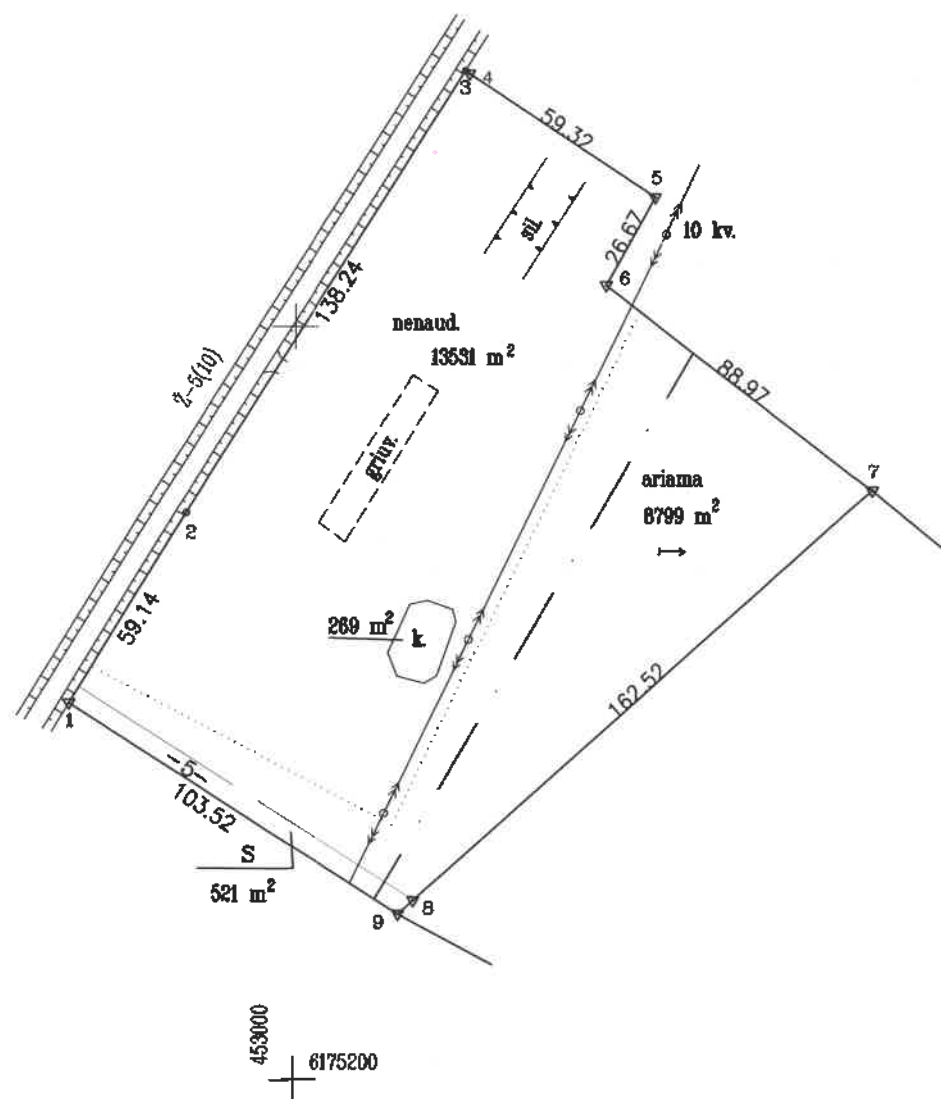 3
4
59.32
5
26.67
10 kv.
6
sil.
138.24
nenaud.
13531 m²
88.97
Ž-5(10)
griuv.
ariama
8799 m²
7
2
59.14
269 m²
k.
162.52
1
-5-
103.52
S
521 m²
8
9
453000
6175200